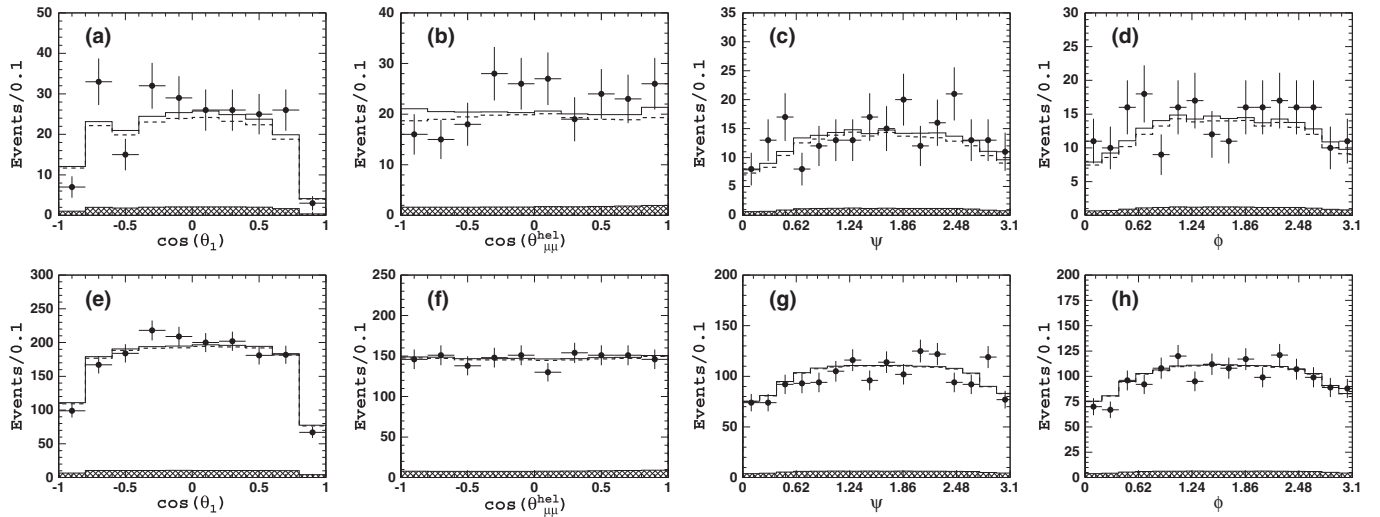 (a)
Events/0.1
50
40
30
20
10
0
-1 -0.5 0 0.5 1
cos(θ1)
(b)
Events/0.1
40
30
20
10
0
-1 -0.5 0 0.5 1
cos(θμμ^hel)
(c)
Events/0.1
35
30
25
20
15
10
5
0
0 0.62 1.24 1.86 2.48 3.1
ψ
(d)
Events/0.1
30
25
20
15
10
5
0
0 0.62 1.24 1.86 2.48 3.1
ϕ
(e)
Events/0.1
300
250
200
150
100
50
0
-1 -0.5 0 0.5 1
cos(θ1)
(f)
Events/0.1
250
200
150
100
50
0
-1 -0.5 0 0.5 1
cos(θμμ^hel)
(g)
Events/0.1
200
175
150
125
100
75
50
25
0
0 0.62 1.24 1.86 2.48 3.1
ψ
(h)
Events/0.1
200
175
150
125
100
75
50
25
0
0 0.62 1.24 1.86 2.48 3.1
ϕ